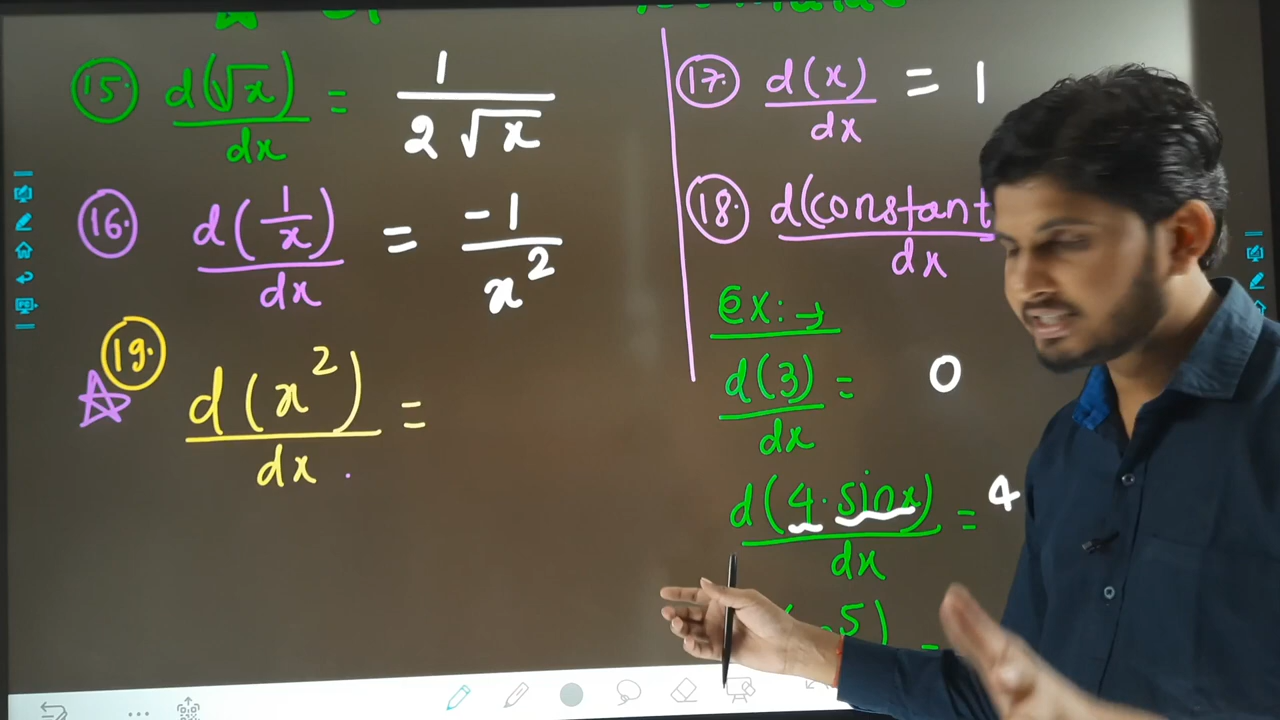 15. d(√x)/dx = 1/(2√x)
16. d(1/x)/dx = -1/x²
19. d(x²)/dx =
17. d(x)/dx = 1
18. d(constant/dx
Ex: →
d(3)/dx = 0
d(4·sinx)/dx = 4
5) =